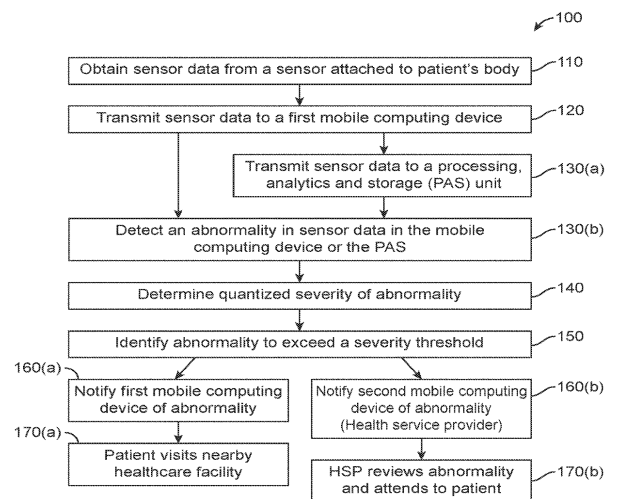 100
Obtain sensor data from a sensor attached to patient's body
110
Transmit sensor data to a first mobile computing device
120
Transmit sensor data to a processing,
analytics and storage (PAS) unit
130(a)
Detect an abnormality in sensor data in the mobile
computing device or the PAS
130(b)
Determine quantized severity of abnormality
140
Identify abnormality to exceed a severity threshold
150
160(a)
Notify first mobile computing
device of abnormality
Notify second mobile computing
device of abnormality
(Health service provider)
160(b)
170(a)
Patient visits nearby
healthcare facility
HSP reviews abnormality
and attends to patient
170(b)